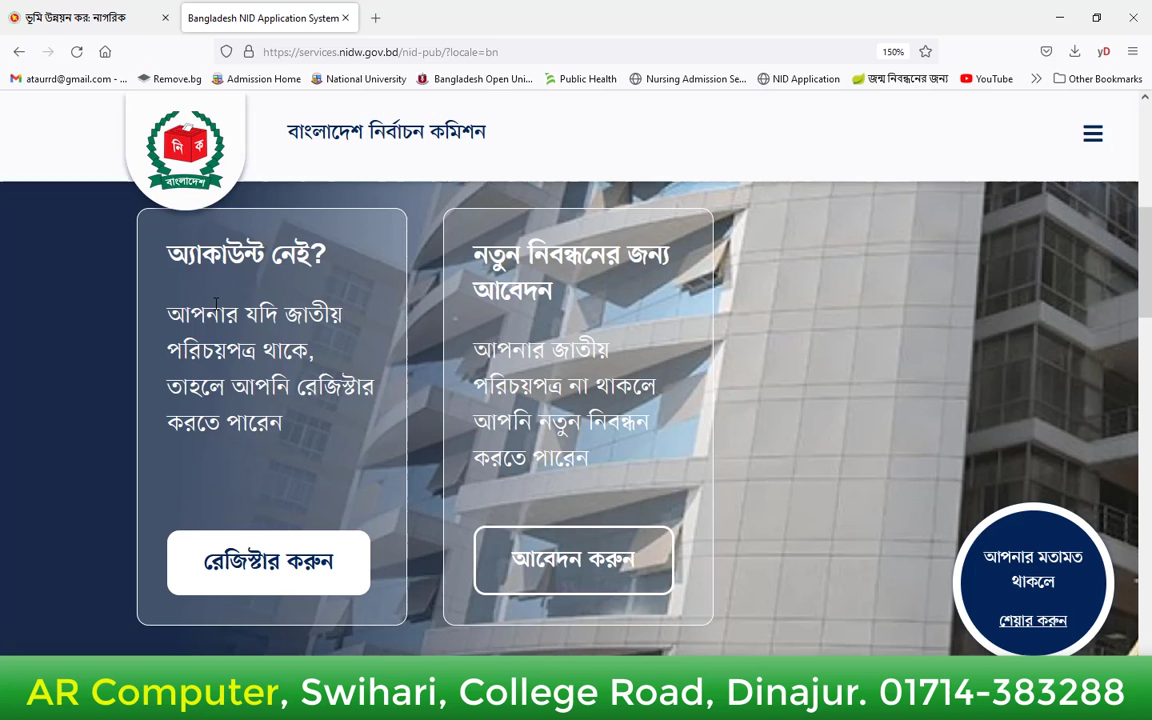 ভূমি উন্নয়ন কর: নাগরিক
Bangladesh NID Application System
https://services.nidw.gov.bd/nid-pub/?locale=bn
150%
yD
ataurrd@gmail.com - ...
Remove.bg
Admission Home
National University
Bangladesh Open Uni...
Public Health
Nursing Admission Se...
NID Application
জন্ম নিবন্ধনের জন্য
YouTube
Other Bookmarks
নি ক
বাংলাদেশ
বাংলাদেশ নির্বাচন কমিশন
অ্যাকাউন্ট নেই?
আপনার যদি জাতীয়
পরিচয়পত্র থাকে,
তাহলে আপনি রেজিস্টার
করতে পারেন
রেজিস্টার করুন
নতুন নিবন্ধনের জন্য
আবেদন
আপনার জাতীয়
পরিচয়পত্র না থাকলে
আপনি নতুন নিবন্ধন
করতে পারেন
আবেদন করুন
আপনার মতামত
থাকলে
শেয়ার করুন
AR Computer, Swihari, College Road, Dinajur. 01714-383288